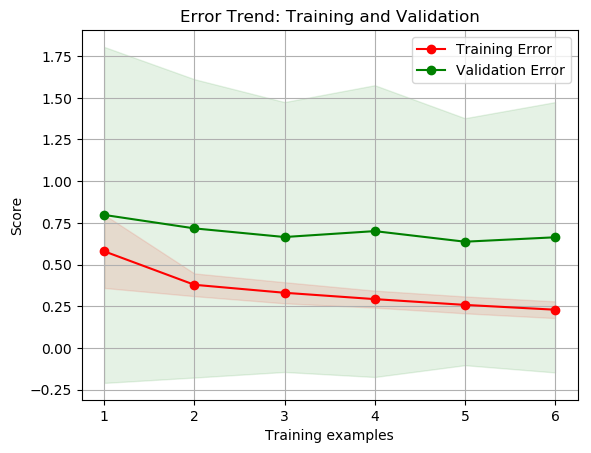 Error Trend: Training and Validation
Training Error
Validation Error
1.75
1.50
1.25
1.00
0.75
0.50
0.25
0.00
−0.25
Score
1 2 3 4 5 6
Training examples